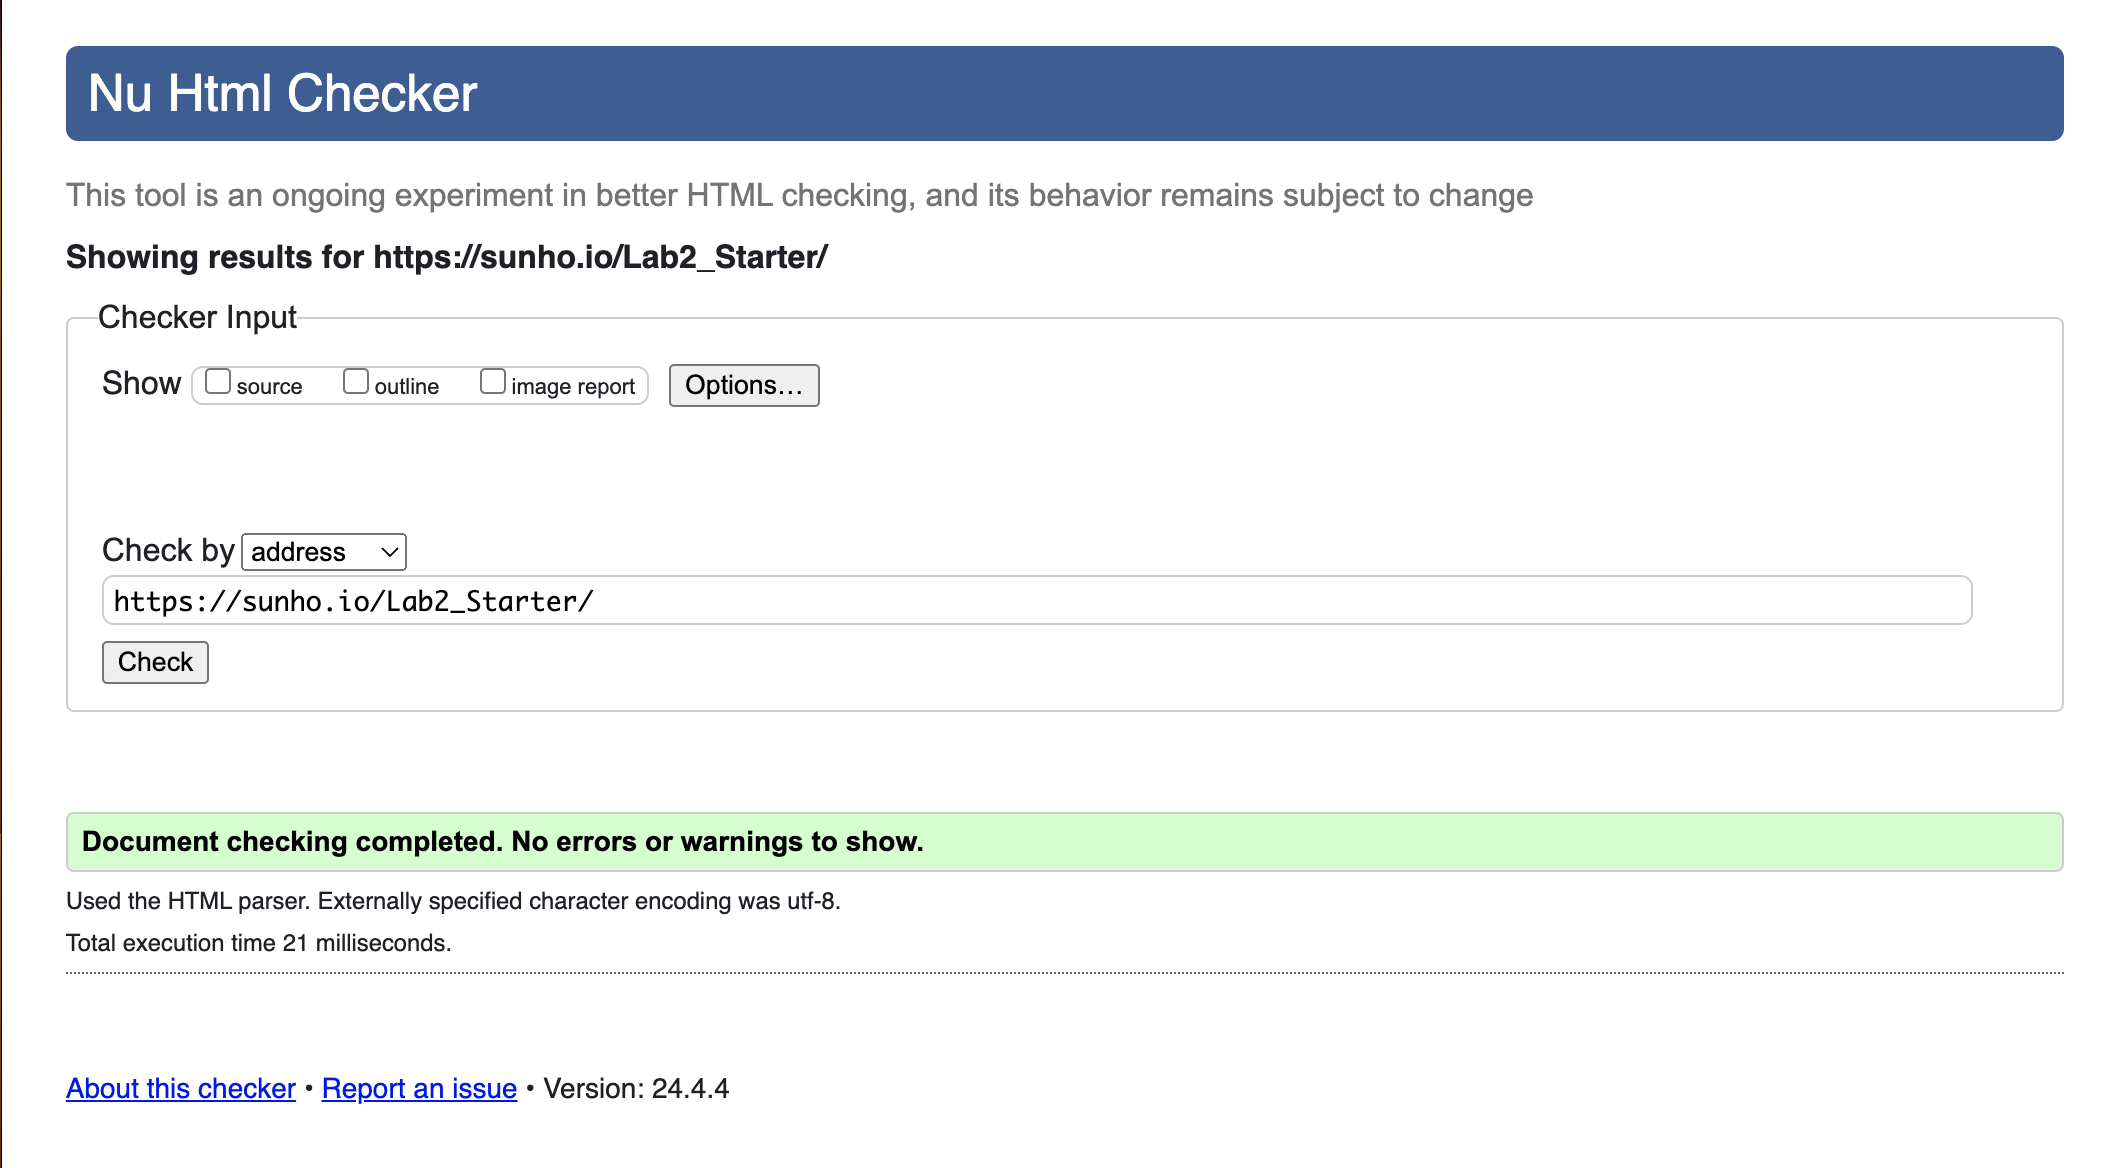 Nu Html Checker
This tool is an ongoing experiment in better HTML checking, and its behavior remains subject to change
Showing results for https://sunho.io/Lab2_Starter/
Checker Input
Show source outline image report Options…
Check by address
https://sunho.io/Lab2_Starter/
Check
Document checking completed. No errors or warnings to show.
Used the HTML parser. Externally specified character encoding was utf-8.
Total execution time 21 milliseconds.
About this checker • Report an issue • Version: 24.4.4